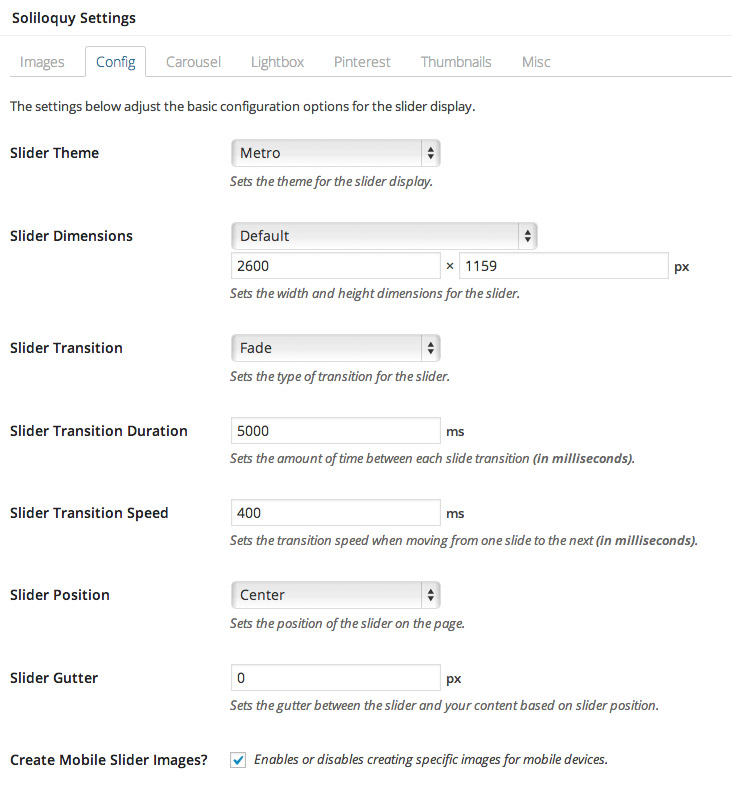 Soliloquy Settings
Images Config Carousel Lightbox Pinterest Thumbnails Misc
The settings below adjust the basic configuration options for the slider display.
Slider Theme Metro
Sets the theme for the slider display.
Slider Dimensions Default
2600 × 1159 px
Sets the width and height dimensions for the slider.
Slider Transition Fade
Sets the type of transition for the slider.
Slider Transition Duration 5000 ms
Sets the amount of time between each slide transition (in milliseconds).
Slider Transition Speed 400 ms
Sets the transition speed when moving from one slide to the next (in milliseconds).
Slider Position Center
Sets the position of the slider on the page.
Slider Gutter 0 px
Sets the gutter between the slider and your content based on slider position.
Create Mobile Slider Images? Enables or disables creating specific images for mobile devices.